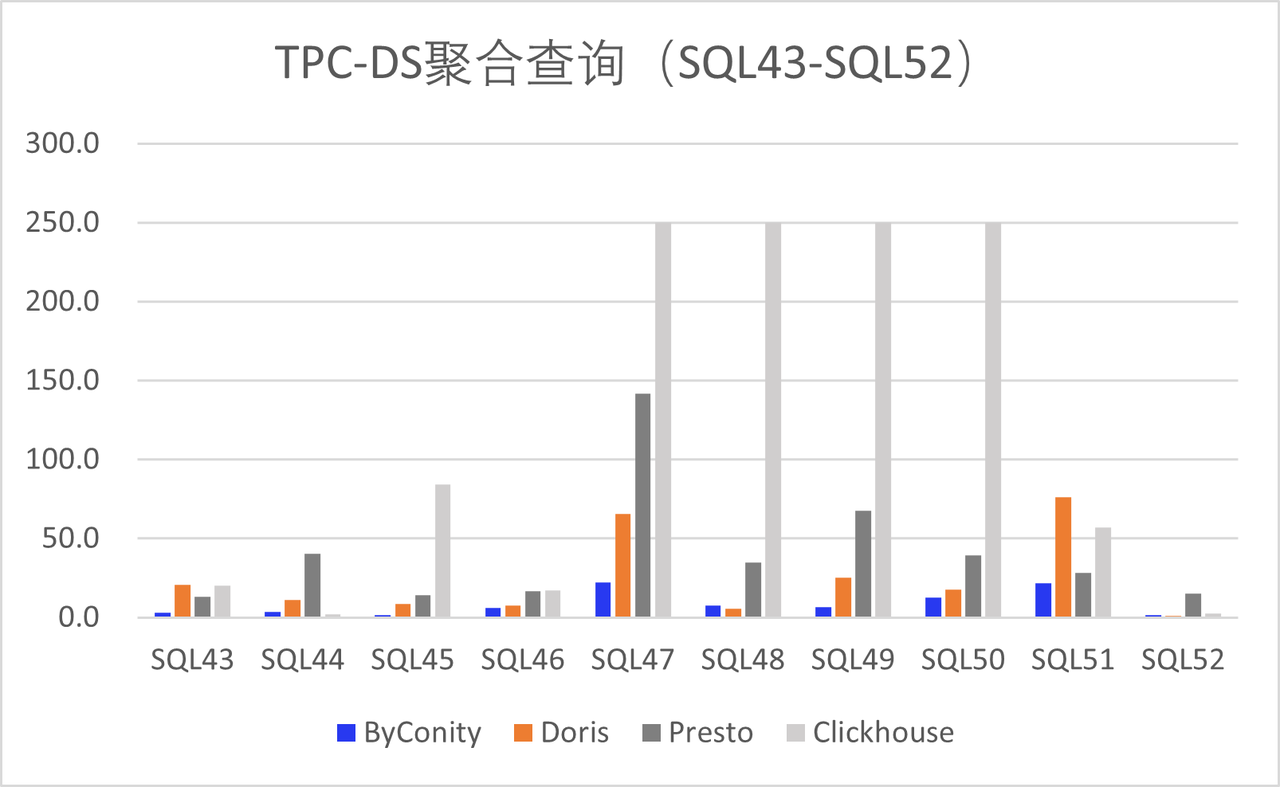 TPC-DS聚合查询（SQL43-SQL52）
300.0
250.0
200.0
150.0
100.0
50.0
0.0
SQL43 SQL44 SQL45 SQL46 SQL47 SQL48 SQL49 SQL50 SQL51 SQL52
ByConity Doris Presto Clickhouse